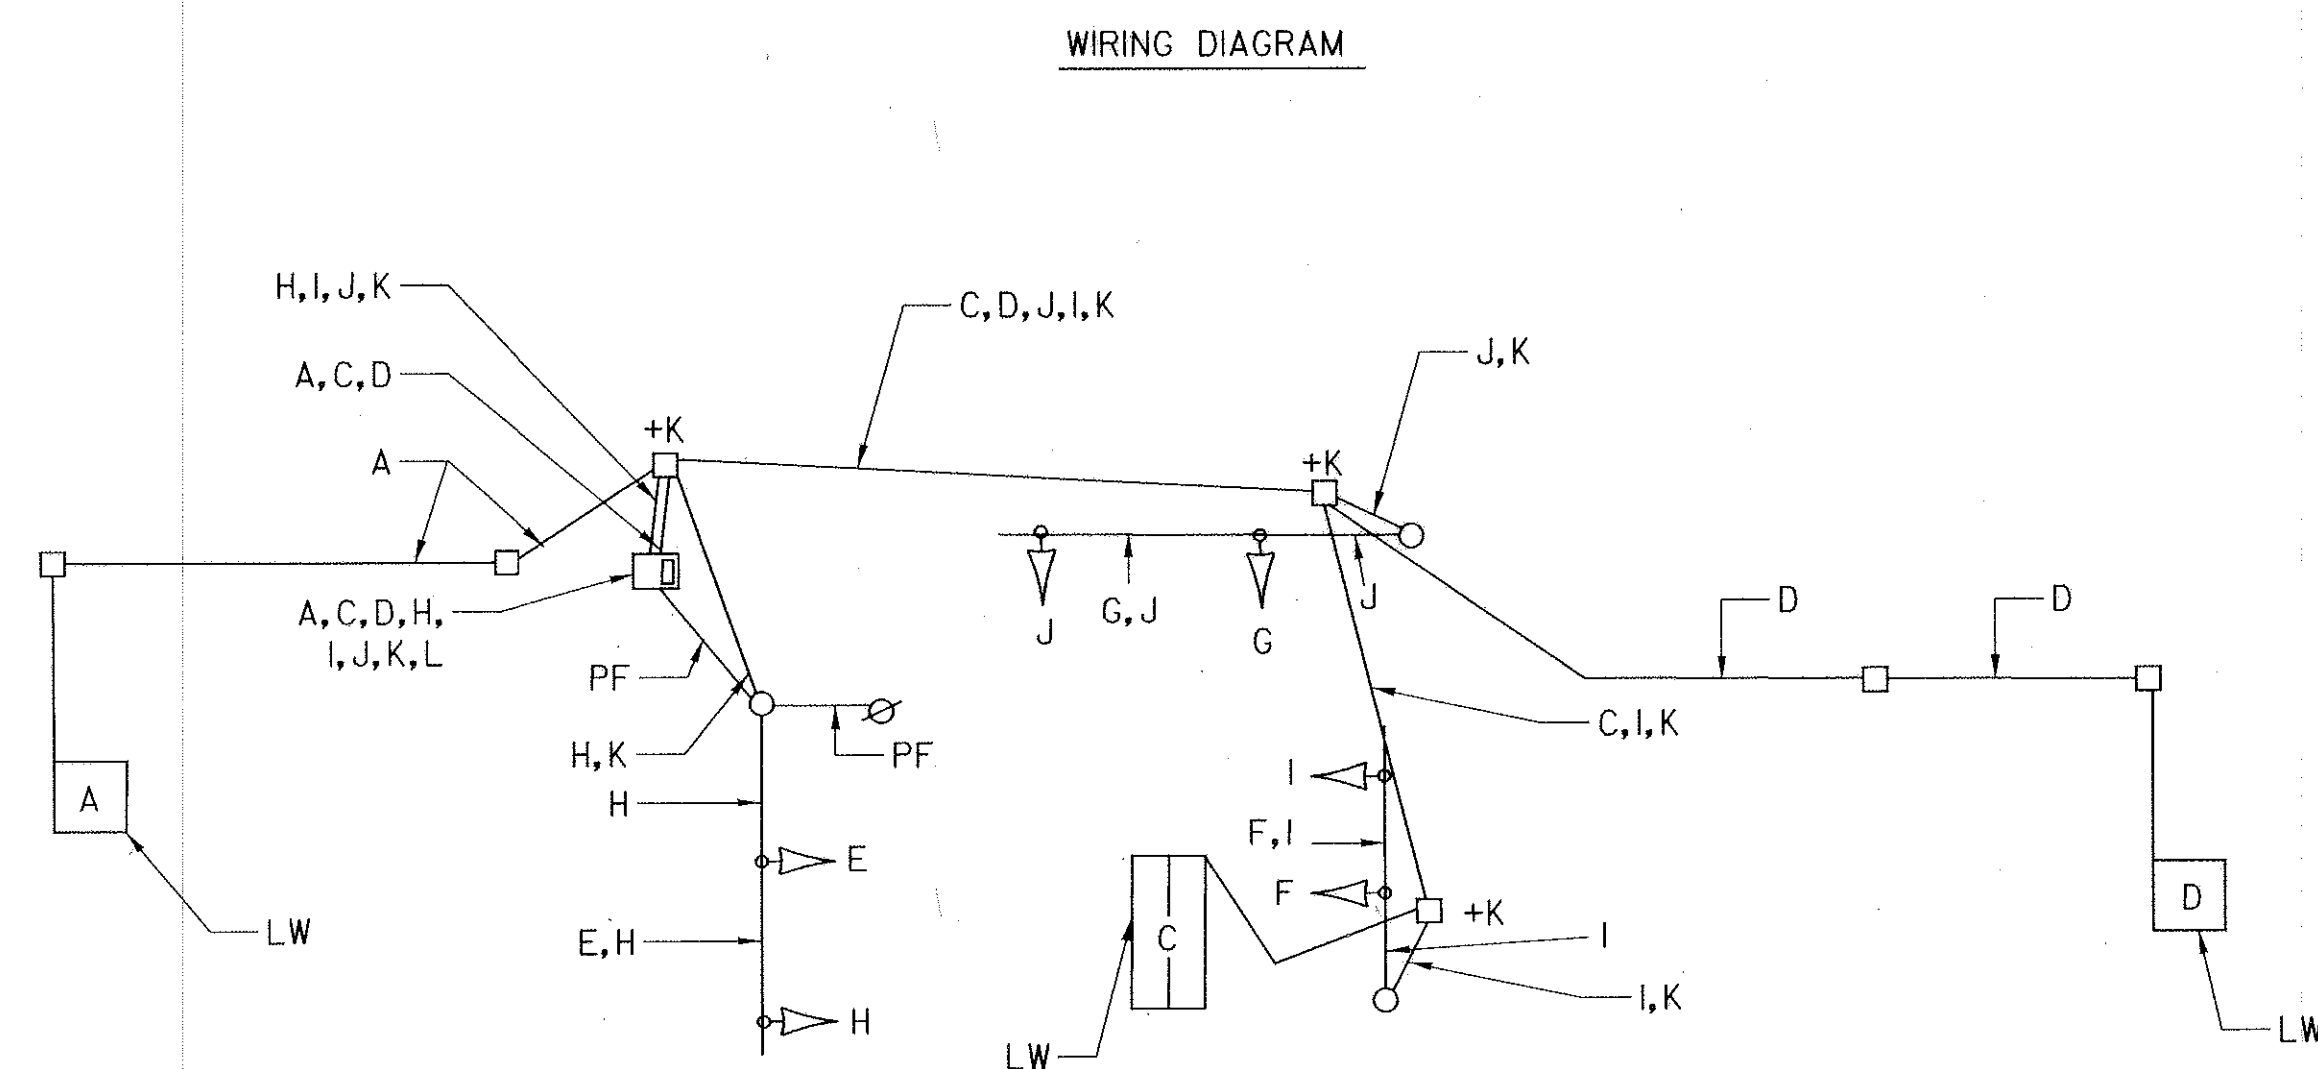 WIRING DIAGRAM
H,I,J,K
C,D,J,I,K
J,K
A,C,D
+K
A
+K
A,C,D,H,
I,J,K,L
J
G,J
G
J
D
D
PF
C,I,K
H,K
PF
I
A
H
F,I
E
F
D
+K
LW
C
E,H
I
I,K
H
LW
LW